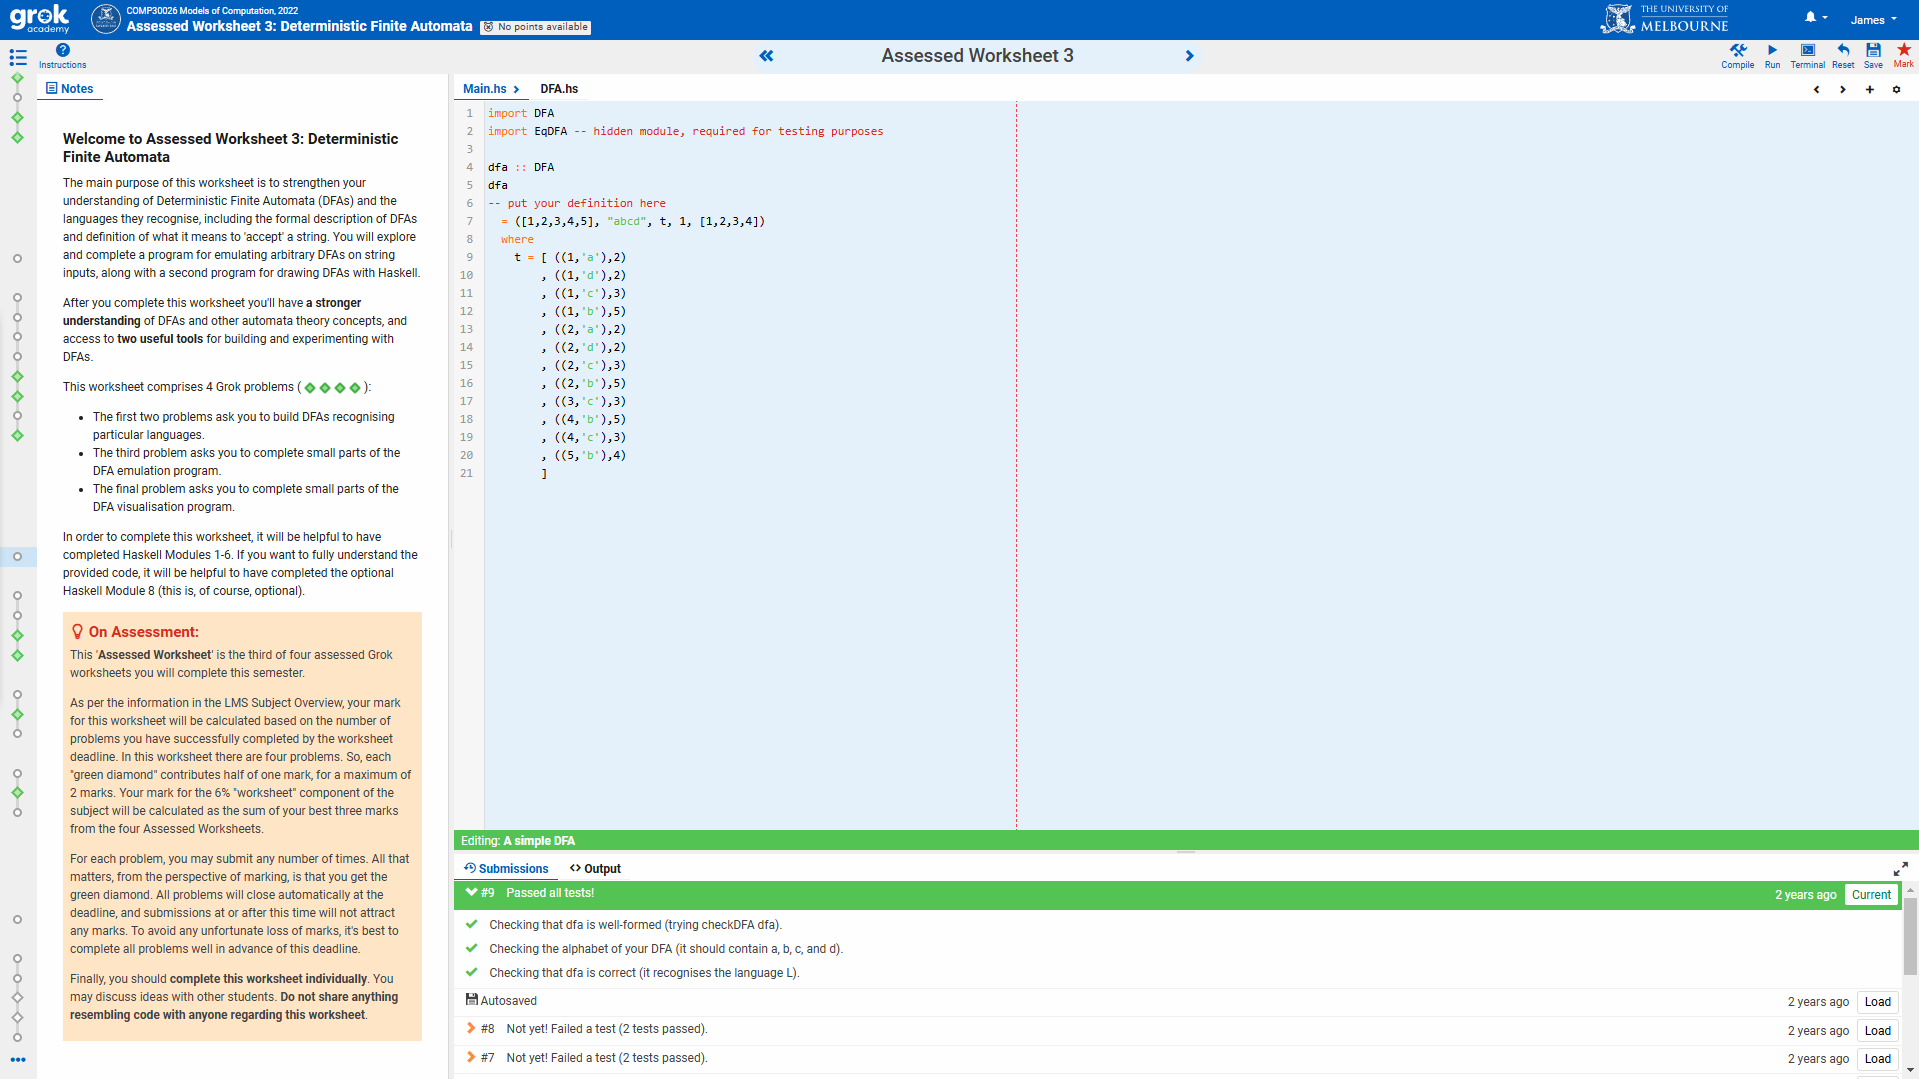 grok
academy
COMP30026 Models of Computation, 2022
Assessed Worksheet 3: Deterministic Finite Automata
No points available
THE UNIVERSITY OF
MELBOURNE
James
Instructions
Assessed Worksheet 3
Compile
Run
Terminal
Reset
Save
Mark
Notes
Welcome to Assessed Worksheet 3: Deterministic
Finite Automata
The main purpose of this worksheet is to strengthen your
understanding of Deterministic Finite Automata (DFAs) and the
languages they recognise, including the formal description of DFAs
and definition of what it means to 'accept' a string. You will explore
and complete a program for emulating arbitrary DFAs on string
inputs, along with a second program for drawing DFAs with Haskell.
After you complete this worksheet you'll have a stronger
understanding of DFAs and other automata theory concepts, and
access to two useful tools for building and experimenting with
DFAs.
This worksheet comprises 4 Grok problems ( ):
• The first two problems ask you to build DFAs recognising
particular languages.
• The third problem asks you to complete small parts of the
DFA emulation program.
• The final problem asks you to complete small parts of the
DFA visualisation program.
In order to complete this worksheet, it will be helpful to have
completed Haskell Modules 1-6. If you want to fully understand the
provided code, it will be helpful to have completed the optional
Haskell Module 8 (this is, of course, optional).
On Assessment:
This 'Assessed Worksheet' is the third of four assessed Grok
worksheets you will complete this semester.
As per the information in the LMS Subject Overview, your mark
for this worksheet will be calculated based on the number of
problems you have successfully completed by the worksheet
deadline. In this worksheet there are four problems. So, each
"green diamond" contributes half of one mark, for a maximum of
2 marks. Your mark for the 6% "worksheet" component of the
subject will be calculated as the sum of your best three marks
from the four Assessed Worksheets.
For each problem, you may submit any number of times. All that
matters, from the perspective of marking, is that you get the
green diamond. All problems will close automatically at the
deadline, and submissions at or after this time will not attract
any marks. To avoid any unfortunate loss of marks, it's best to
complete all problems well in advance of this deadline.
Finally, you should complete this worksheet individually. You
may discuss ideas with other students. Do not share anything
resembling code with anyone regarding this worksheet.
Main.hs
DFA.hs
1 import DFA
2 import EqDFA -- hidden module, required for testing purposes
3
4 dfa :: DFA
5 dfa
6 -- put your definition here
7 = ([1,2,3,4,5], "abcd", t, 1, [1,2,3,4])
8 where
9 t = [ ((1,'a'),2)
10 , ((1,'d'),2)
11 , ((1,'c'),3)
12 , ((1,'b'),5)
13 , ((2,'a'),2)
14 , ((2,'d'),2)
15 , ((2,'c'),3)
16 , ((2,'b'),5)
17 , ((3,'c'),3)
18 , ((4,'b'),5)
19 , ((4,'c'),3)
20 , ((5,'b'),4)
21 ]
Editing: A simple DFA
Submissions
Output
#9 Passed all tests! 2 years ago Current
Checking that dfa is well-formed (trying checkDFA dfa).
Checking the alphabet of your DFA (it should contain a, b, c, and d).
Checking that dfa is correct (it recognises the language L).
Autosaved 2 years ago Load
#8 Not yet! Failed a test (2 tests passed). 2 years ago Load
#7 Not yet! Failed a test (2 tests passed). 2 years ago Load